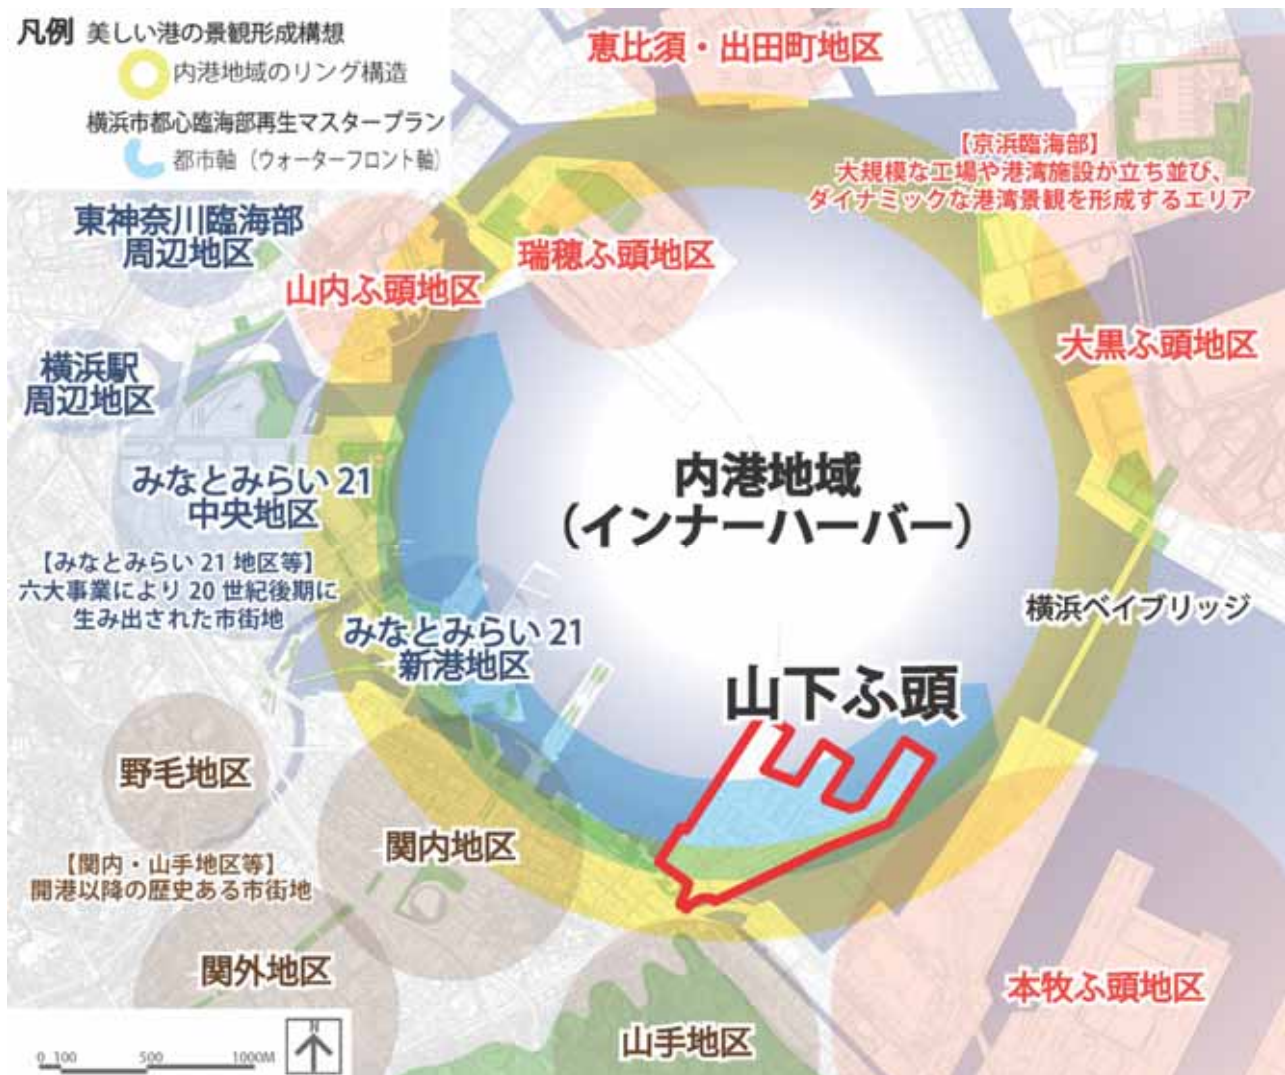 凡例 美しい港の景観形成構想
内港地域のリング構造
横浜市都心臨海部再生マスタープラン
都市軸（ウォーターフロント軸）
恵比須・出田町地区
【京浜臨海部】
大規模な工場や港湾施設が立ち並び、
ダイナミックな港湾景観を形成するエリア
東神奈川臨海部
周辺地区
瑞穂ふ頭地区
山内ふ頭地区
大黒ふ頭地区
横浜駅
周辺地区
みなとみらい 21
中央地区
内港地域
（インナーハーバー）
【みなとみらい 21 地区等】
六大事業により 20 世紀後期に
生み出された市街地
横浜ベイブリッジ
みなとみらい 21
新港地区
山下ふ頭
野毛地区
関内地区
【関内・山手地区等】
開港以降の歴史ある市街地
関外地区
本牧ふ頭地区
山手地区
0 100 500 1000M
N